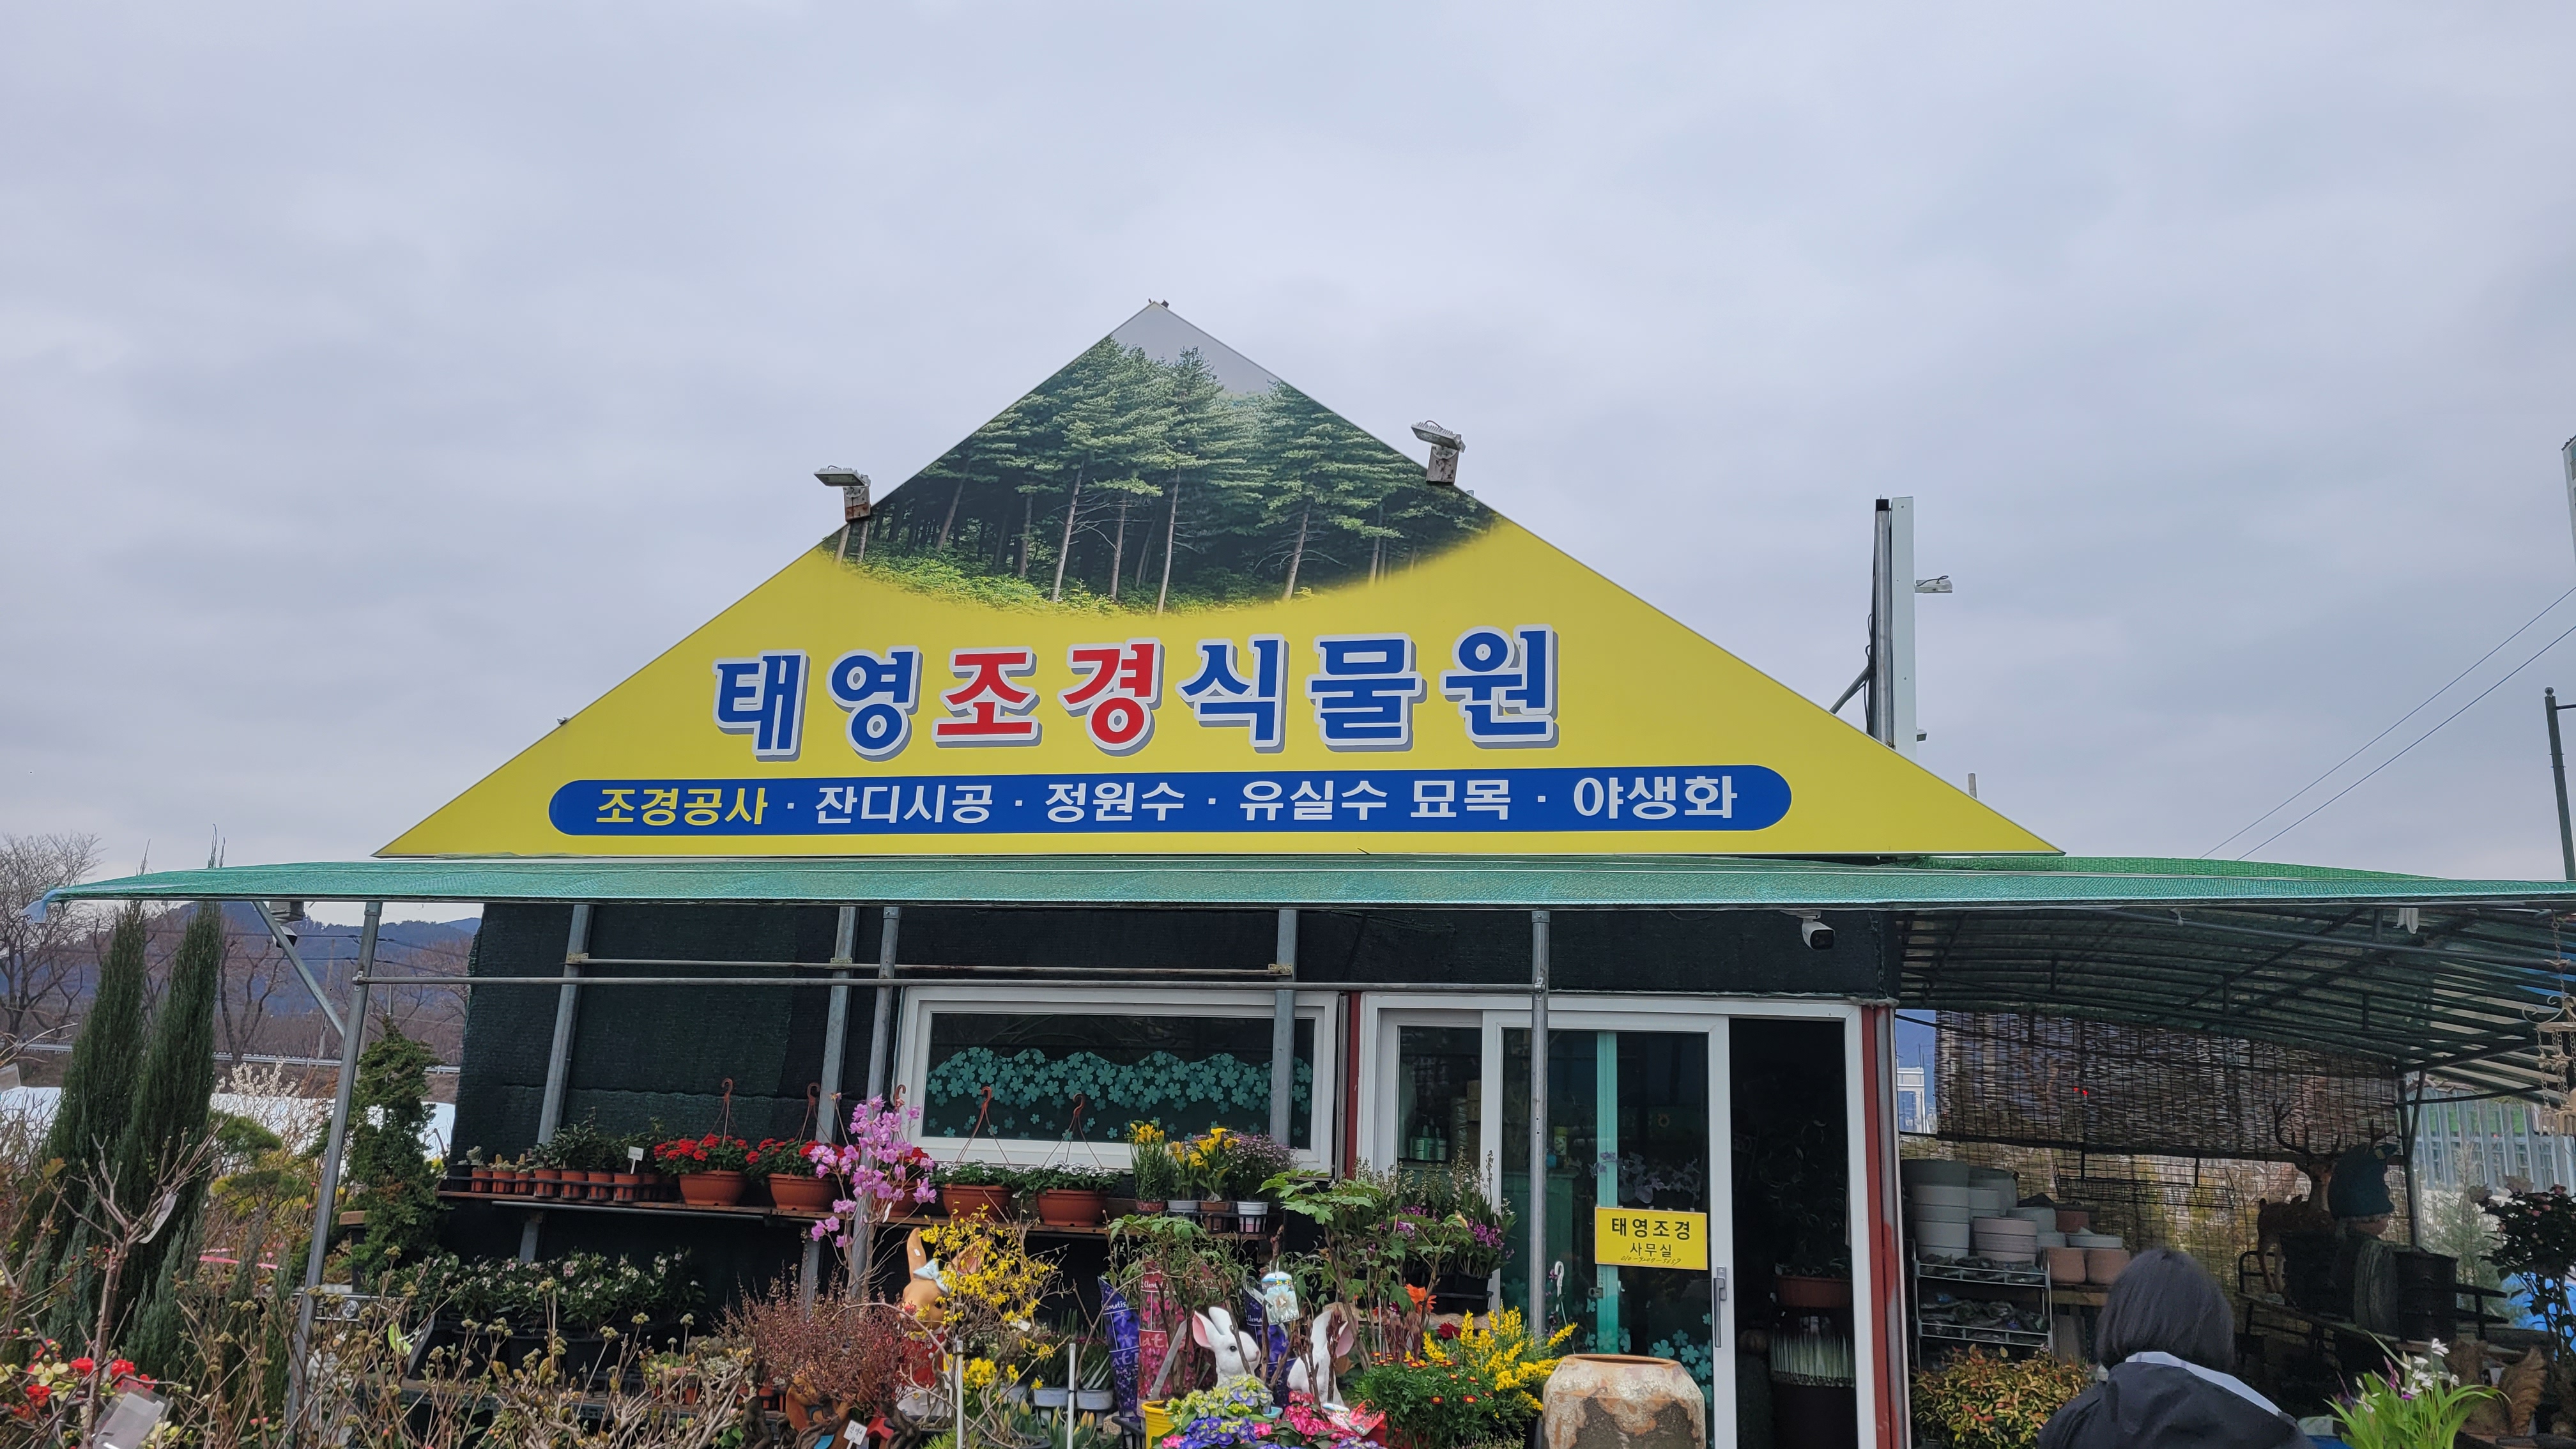 태영조경식물원
조경공사 · 잔디시공 · 정원수 · 유실수 묘목 · 야생화
태영조경
사무실